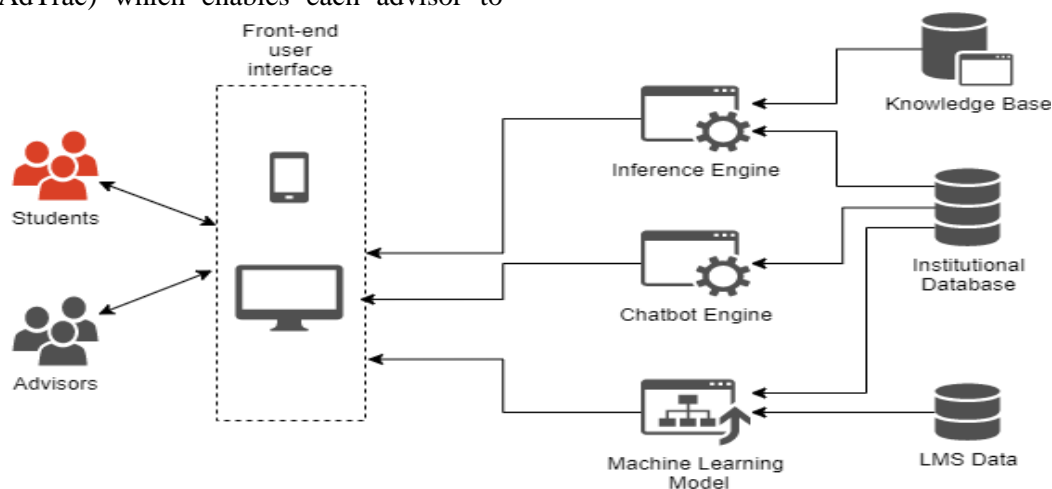 AdTrac) which enables each advisor to
Front-end
user
interface
Knowledge Base
Inference Engine
Students
Institutional
Database
Chatbot Engine
Advisors
LMS Data
Machine Learning
Model